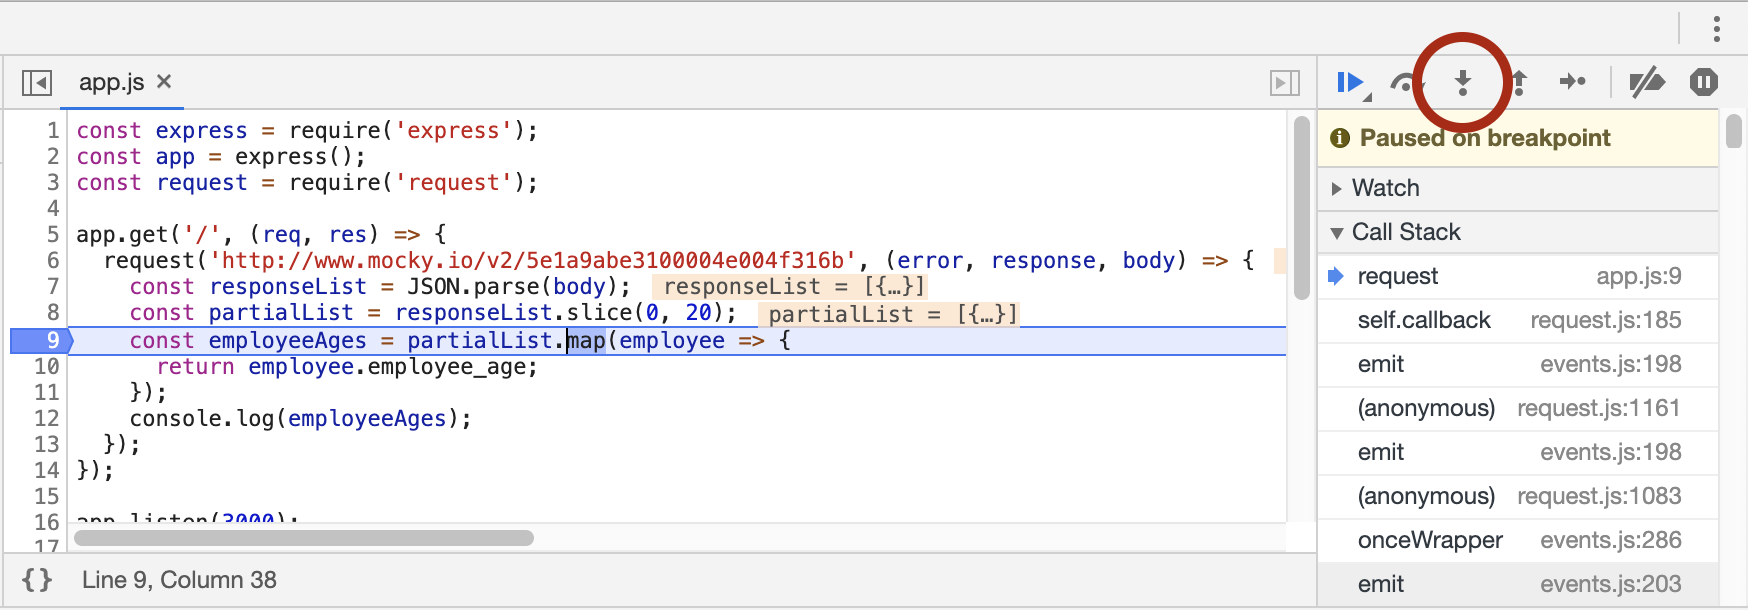 app.js ×
1 const express = require('express');
2 const app = express();
3 const request = require('request');
4
5 app.get('/', (req, res) => {
6 request('http://www.mocky.io/v2/5e1a9abe3100004e004f316b', (error, response, body) => {
7 const responseList = JSON.parse(body); responseList = [{…}]
8 const partialList = responseList.slice(0, 20); partialList = [{…}]
9 const employeeAges = partialList.map(employee => {
10 return employee.employee_age;
11 });
12 console.log(employeeAges);
13 });
14 });
15
16 app.listen(3000);
17
{} Line 9, Column 38
Paused on breakpoint
Watch
Call Stack
request app.js:9
self.callback request.js:185
emit events.js:198
(anonymous) request.js:1161
emit events.js:198
(anonymous) request.js:1083
onceWrapper events.js:286
emit events.js:203